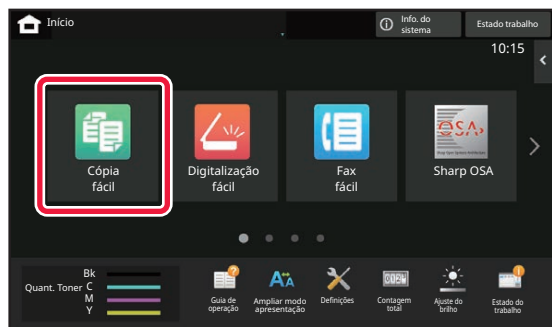 Início
Info. do
sistema
Estado trabalho
10:15
Cópia
fácil
Digitalização
fácil
Fax
fácil
OSA
Sharp OSA
Bk
Quant. Toner C
M
Y
Guia de
operação
Ampliar modo
apresentação
Definições
Contagem
total
Ajuste do
brilho
Estado do
trabalho